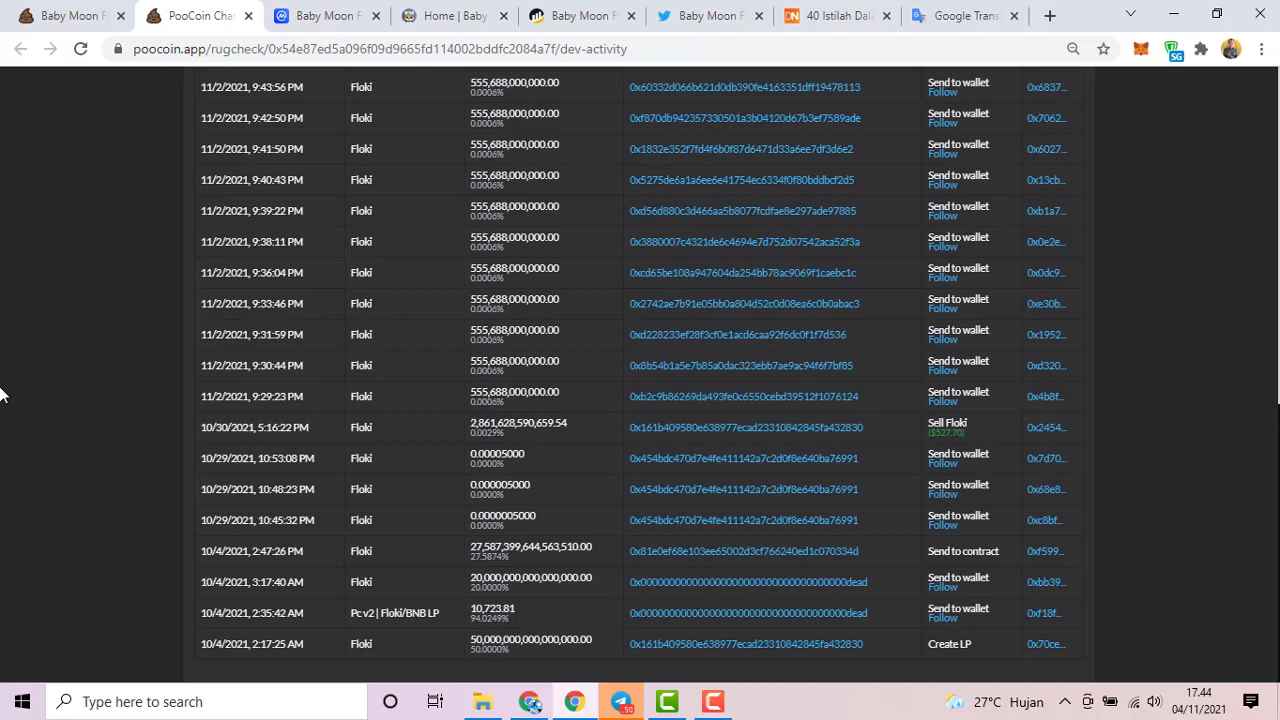 Baby Moon F
PooCoin Cha
Baby Moon Fl
Home | Baby
Baby Moon F
Baby Moon F
40 Istilah Dala
Google Trans
poocoin.app/rugcheck/0x54e87ed5a096f09d9665fd114002bddfc2084a7f/dev-activity
11/2/2021, 9:43:56 PM Floki 555,688,000,000.00 0x60332d066b621d0db390fe4163351dff19478113 Send to wallet 0x6837...
0.0006% Follow
11/2/2021, 9:42:50 PM Floki 555,688,000,000.00 0xf870db942357330501a3b04120d67b3ef7589ade Send to wallet 0x7062...
0.0006% Follow
11/2/2021, 9:41:50 PM Floki 555,688,000,000.00 0x1832e352f7fd4f6b0f87d6471d33a6ee7df3d6e2 Send to wallet 0x6027...
0.0006% Follow
11/2/2021, 9:40:43 PM Floki 555,688,000,000.00 0x5275de6a1a6ee6e41754ec6334f0f80bddbcf2d5 Send to wallet 0x13cb...
0.0006% Follow
11/2/2021, 9:39:22 PM Floki 555,688,000,000.00 0xd56d880c3d466aa5b8077fcdfae8e297ade97885 Send to wallet 0xb1a7...
0.0006% Follow
11/2/2021, 9:38:11 PM Floki 555,688,000,000.00 0x3880007c4321de6c4694e7d752d07542aca52f3a Send to wallet 0x0e2e...
0.0006% Follow
11/2/2021, 9:36:04 PM Floki 555,688,000,000.00 0xcd65be108a947604da254bb78ac9069f1caebc1c Send to wallet 0x0dc9...
0.0006% Follow
11/2/2021, 9:33:46 PM Floki 555,688,000,000.00 0x2742ae7b91e05bb0a804d52c0d08ea6c0b0abac3 Send to wallet 0xe30b...
0.0006% Follow
11/2/2021, 9:31:59 PM Floki 555,688,000,000.00 0xd228233ef28f3cf0e1acd6caa92f6dc0f1f7d536 Send to wallet 0x1952...
0.0006% Follow
11/2/2021, 9:30:44 PM Floki 555,688,000,000.00 0x8b54b1a5e7b85a0dac323ebb7ae9ac94f6f7bf85 Send to wallet 0xd320...
0.0006% Follow
11/2/2021, 9:29:23 PM Floki 555,688,000,000.00 0xb2c9b86269da493fe0c6550cebd39512f1076124 Send to wallet 0x4b8f...
0.0006% Follow
10/30/2021, 5:16:22 PM Floki 2,861,628,590,659.54 0x161b409580e638977ecad23310842845fa432830 Sell Floki 0x2454...
0.0029% ($527.70)
10/29/2021, 10:53:08 PM Floki 0.00005000 0x454bdc470d7e4fe411142a7c2d0f8e640ba76991 Send to wallet 0x7d70...
0.0000% Follow
10/29/2021, 10:48:23 PM Floki 0.000005000 0x454bdc470d7e4fe411142a7c2d0f8e640ba76991 Send to wallet 0x68e8...
0.0000% Follow
10/29/2021, 10:45:32 PM Floki 0.0000005000 0x454bdc470d7e4fe411142a7c2d0f8e640ba76991 Send to wallet 0xc8bf...
0.0000% Follow
10/4/2021, 2:47:26 PM Floki 27,587,399,644,563,510.00 0x81e0ef68e103ee65002d3cf766240ed1c070334d Send to contract 0xf599...
27.5874%
10/4/2021, 3:17:40 AM Floki 20,000,000,000,000,000.00 0x000000000000000000000000000000000000dead Send to wallet 0xbb39...
20.0000% Follow
10/4/2021, 2:35:42 AM Pc v2 | Floki/BNB LP 10,723.81 0x000000000000000000000000000000000000dead Send to wallet 0xf18f...
94.0249% Follow
10/4/2021, 2:17:25 AM Floki 50,000,000,000,000,000.00 0x161b409580e638977ecad23310842845fa432830 Create LP 0x70ce...
50.0000%
Type here to search
27°C Hujan
17.44
04/11/2021